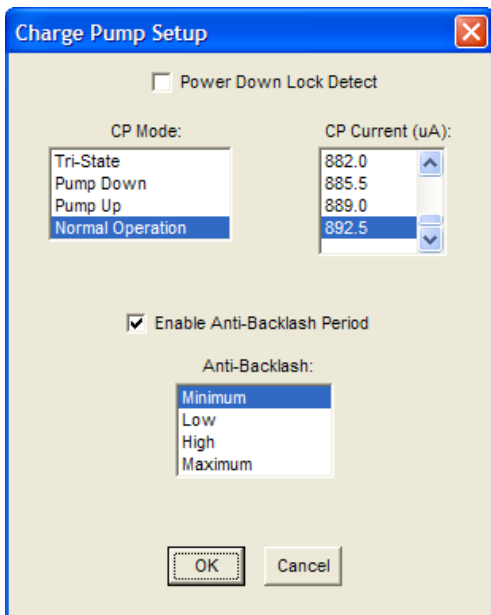 Charge Pump Setup
Power Down Lock Detect
CP Mode:
Tri-State
Pump Down
Pump Up
Normal Operation
CP Current (uA):
882.0
885.5
889.0
892.5
Enable Anti-Backlash Period
Anti-Backlash:
Minimum
Low
High
Maximum
OK
Cancel